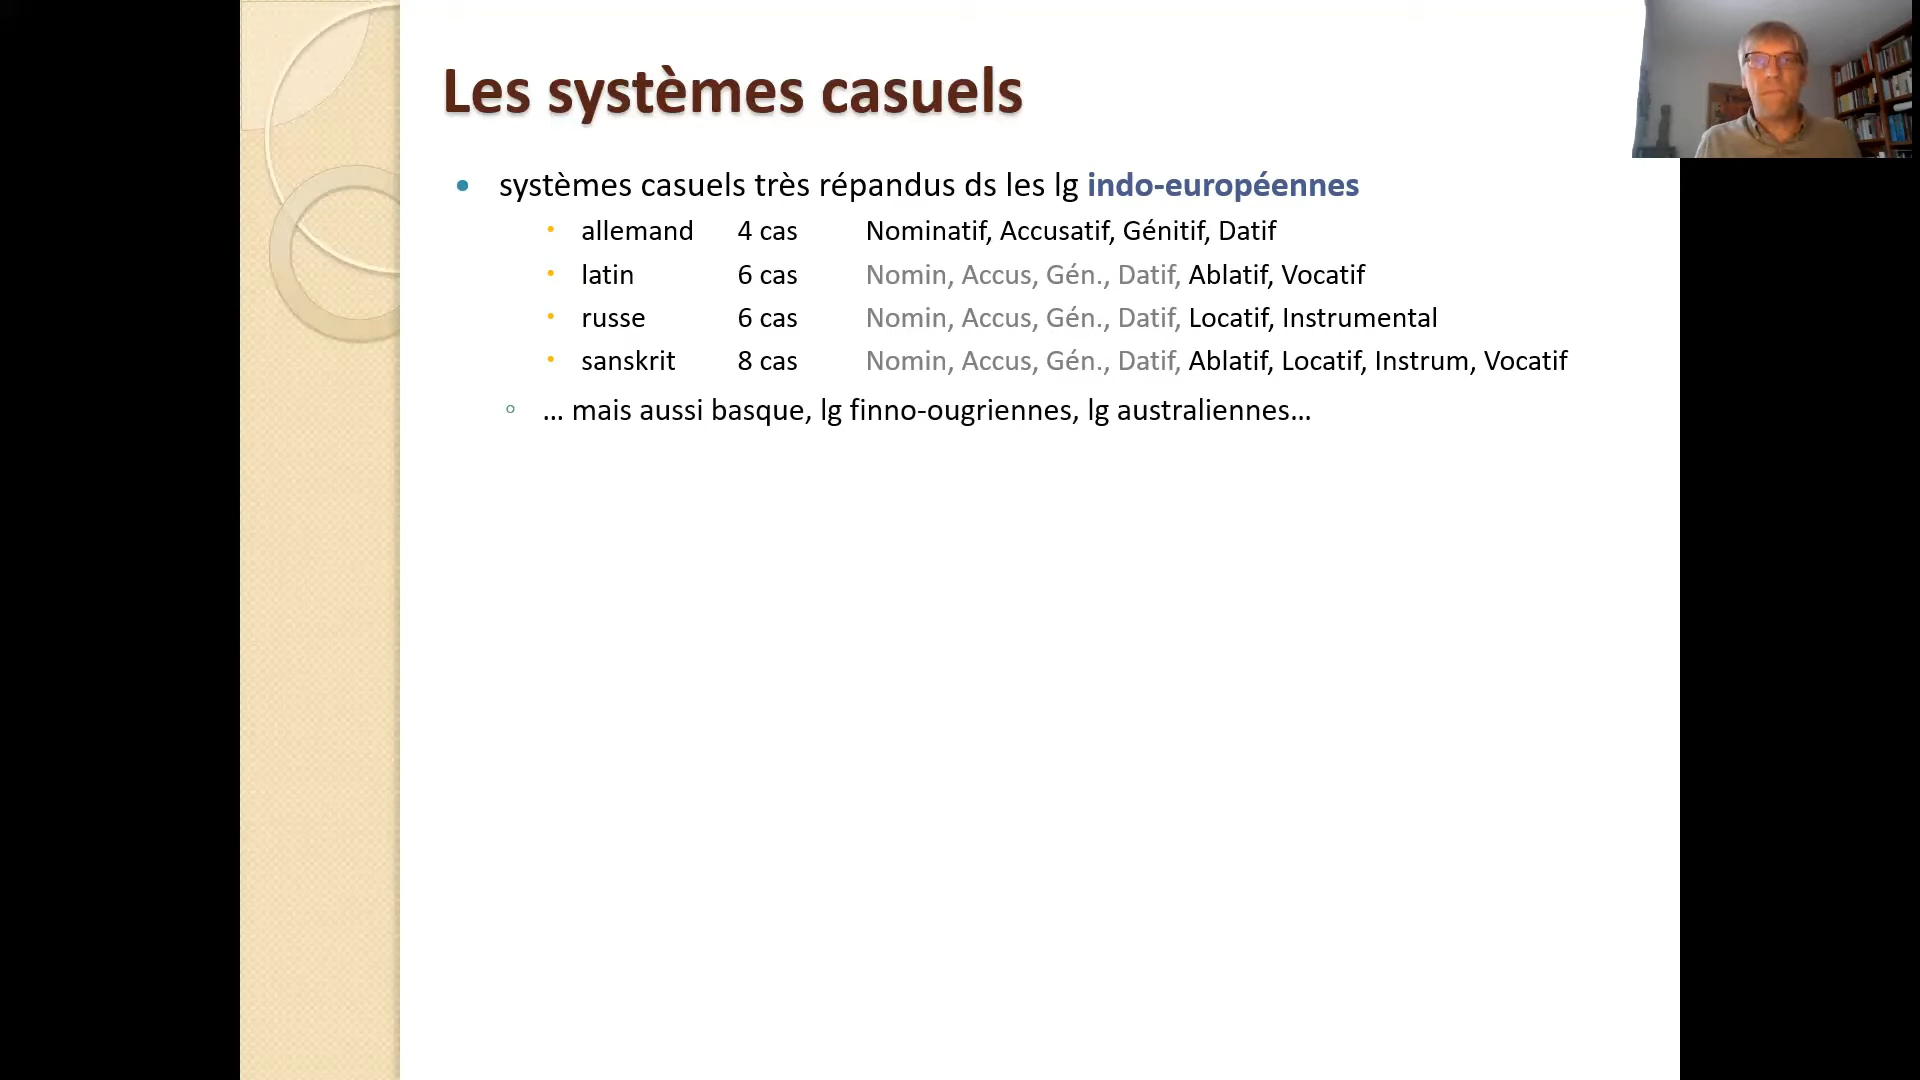 Les systèmes casuels
• systèmes casuels très répandus ds les lg indo-européennes
• allemand 4 cas Nominatif, Accusatif, Génitif, Datif
• latin 6 cas Nomin, Accus, Gén., Datif, Ablatif, Vocatif
• russe 6 cas Nomin, Accus, Gén., Datif, Locatif, Instrumental
• sanskrit 8 cas Nomin, Accus, Gén., Datif, Ablatif, Locatif, Instrum, Vocatif
◦ … mais aussi basque, lg finno-ougriennes, lg australiennes…